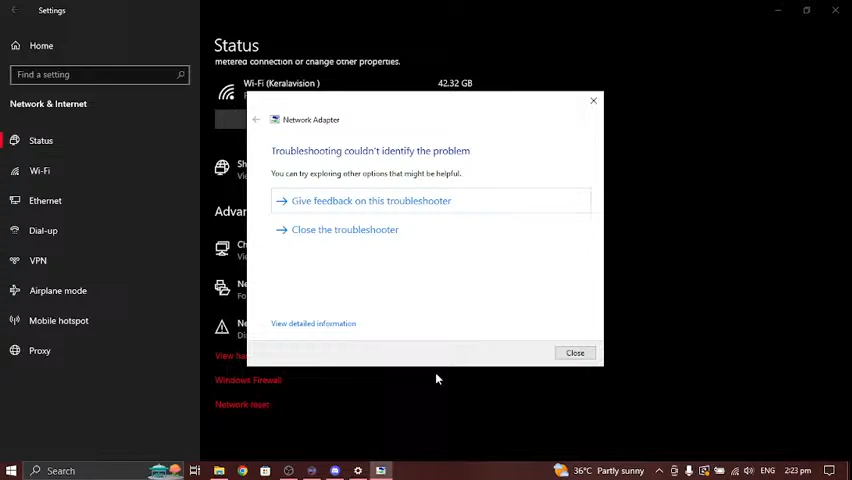 Settings
Home
Find a setting
Network & Internet
Status
Wi-Fi
Ethernet
Dial-up
VPN
Airplane mode
Mobile hotspot
Proxy
Status
metered connection or change other properties.
Wi-Fi (Keralavision )
42.32 GB
Network Adapter
Troubleshooting couldn't identify the problem
You can try exploring other options that might be helpful.
Give feedback on this troubleshooter
Close the troubleshooter
View detailed information
Close
Windows Firewall
Network reset
Search
36°C Partly sunny
ENG
2:23 pm